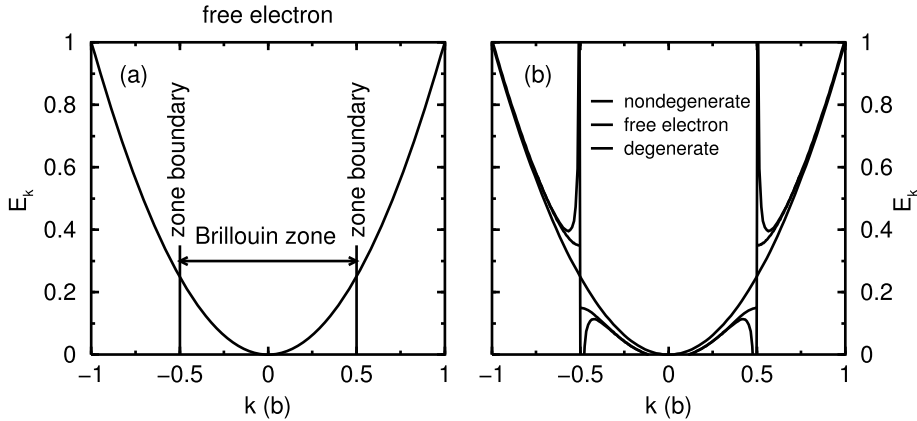 free electron
(a)
zone boundary
zone boundary
Brillouin zone
1
0.8
0.6
0.4
0.2
0
E_k
−1
−0.5
0
0.5
1
k (b)
(b)
nondegenerate
free electron
degenerate
1
0.8
0.6
0.4
0.2
0
E_k
−1
−0.5
0
0.5
1
k (b)